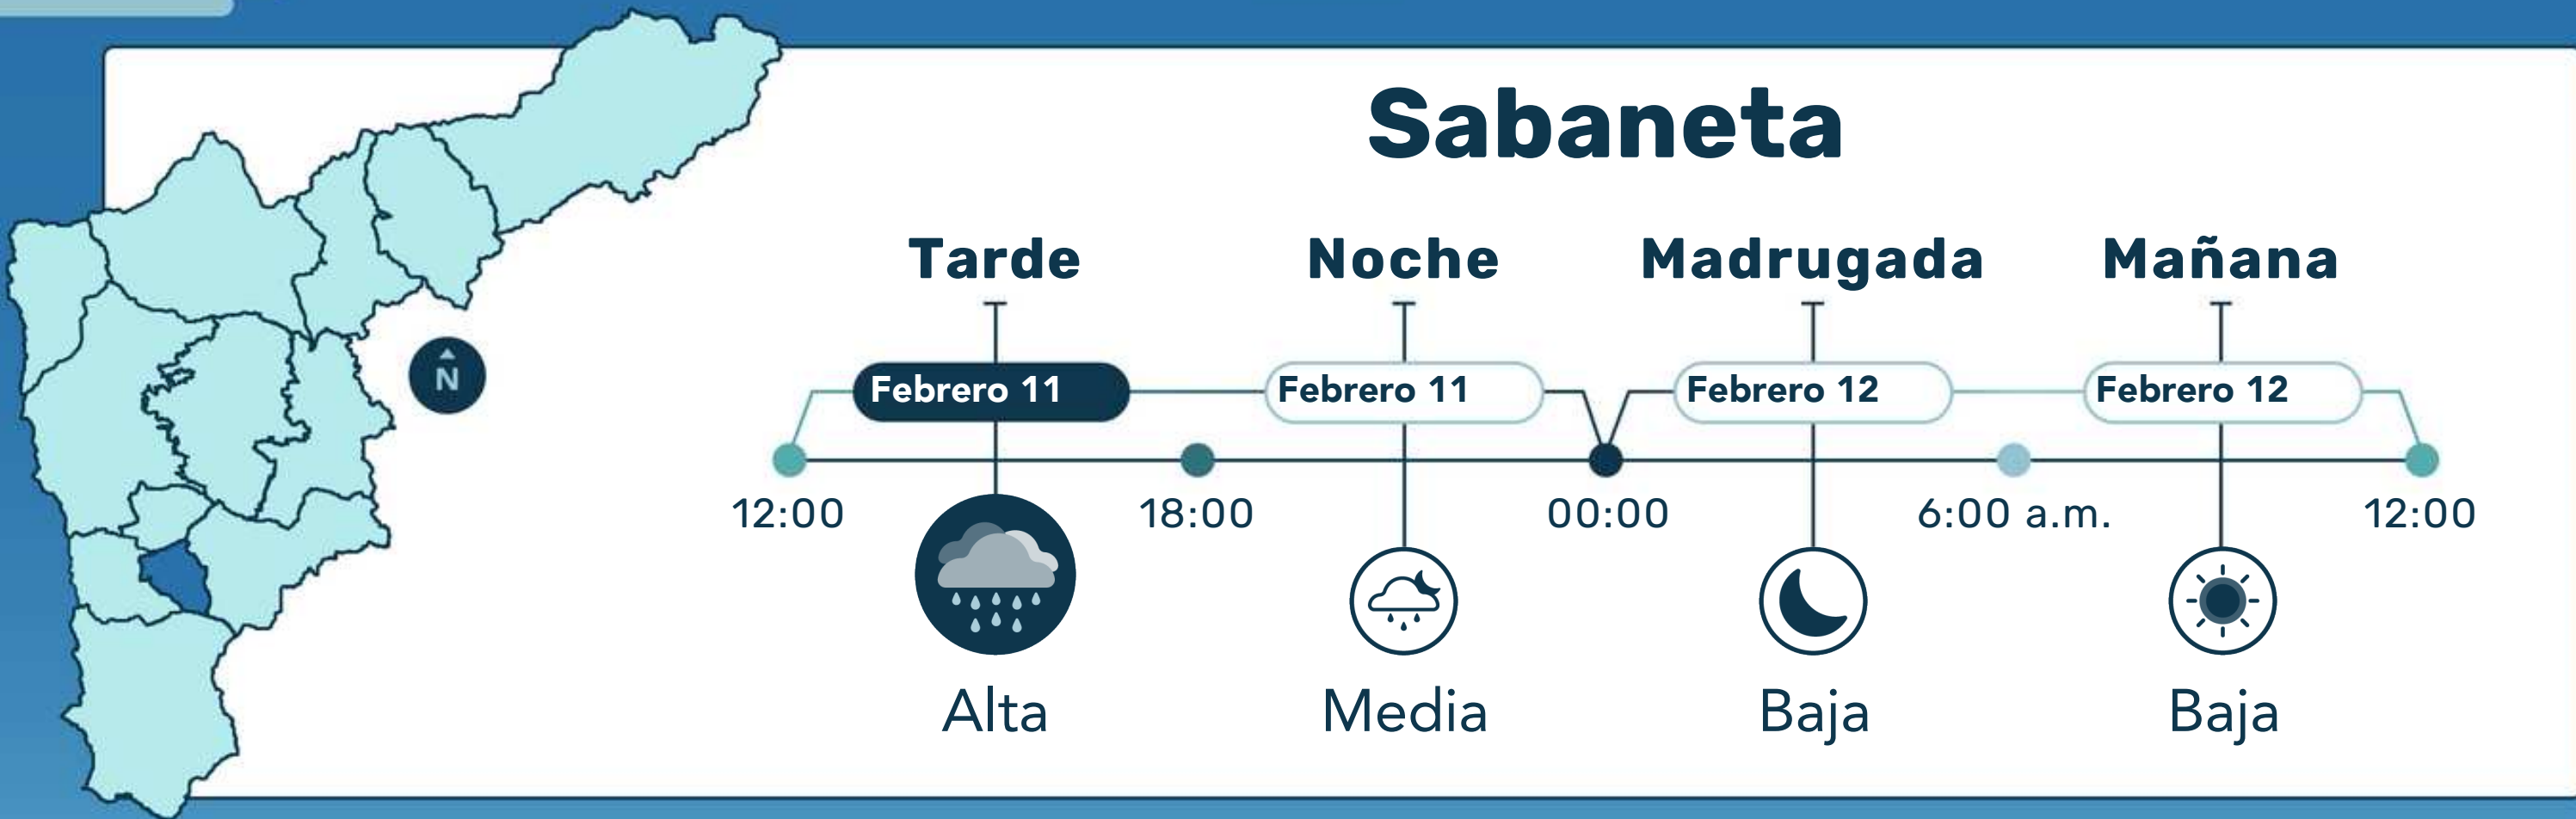 Sabaneta
Tarde Noche Madrugada Mañana
N
Febrero 11 Febrero 11 Febrero 12 Febrero 12
12:00 18:00 00:00 6:00 a.m. 12:00
Alta Media Baja Baja